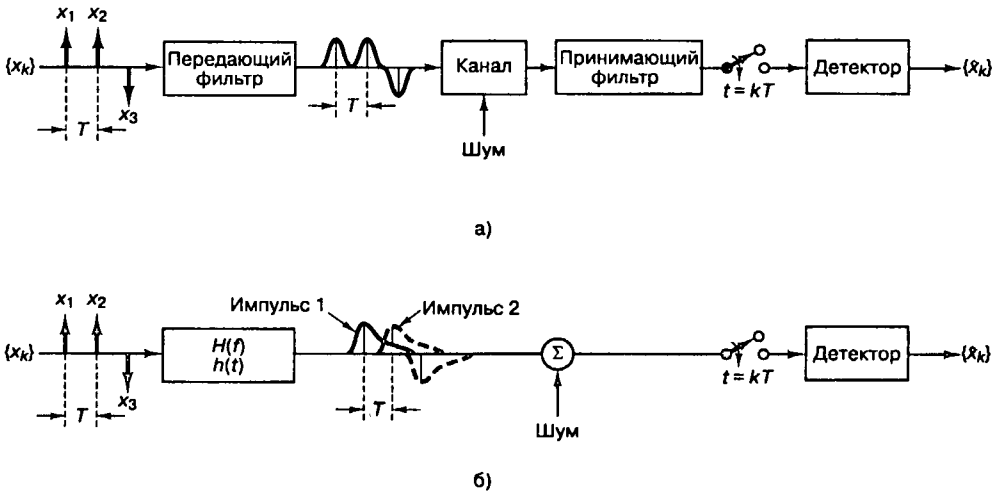 x₁ x₂
{xₖ}
x₃
T
Передающий
фильтр
T
Канал
Шум
Принимающий
фильтр
t = kT
Детектор
{x̂ₖ}
а)
x₁ x₂
{xₖ}
x₃
T
H(f)
h(t)
Импульс 1
Импульс 2
T
Σ
Шум
t = kT
Детектор
{x̂ₖ}
б)